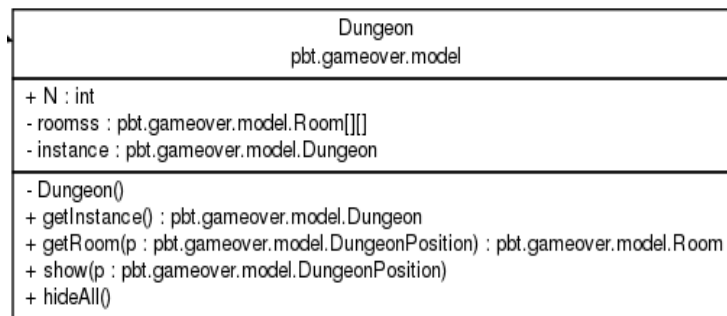 Dungeon
pbt.gameover.model
+ N : int
- roomss : pbt.gameover.model.Room[][]
- instance : pbt.gameover.model.Dungeon
- Dungeon()
+ getInstance() : pbt.gameover.model.Dungeon
+ getRoom(p : pbt.gameover.model.DungeonPosition) : pbt.gameover.model.Room
+ show(p : pbt.gameover.model.DungeonPosition)
+ hideAll()